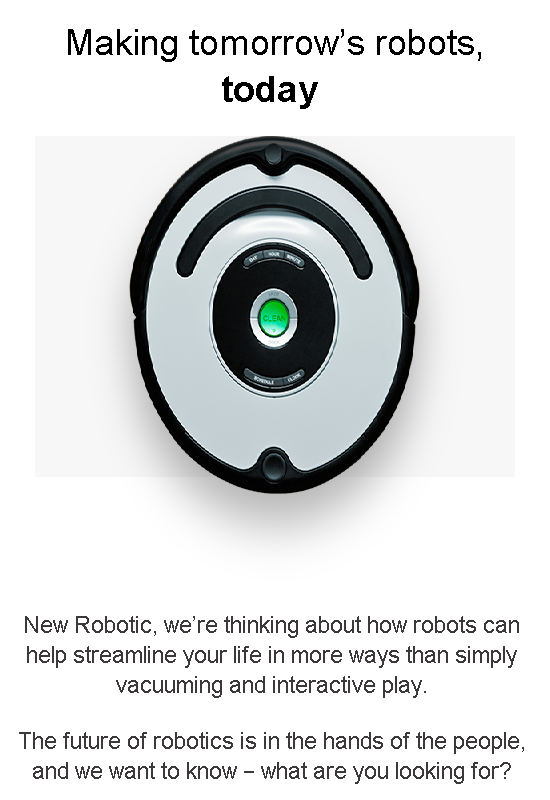 Making tomorrow’s robots,
today
DAY HOUR MINUTE
CLEAN
SCHEDULE CLOCK
New Robotic, we’re thinking about how robots can
help streamline your life in more ways than simply
vacuuming and interactive play.
The future of robotics is in the hands of the people,
and we want to know – what are you looking for?